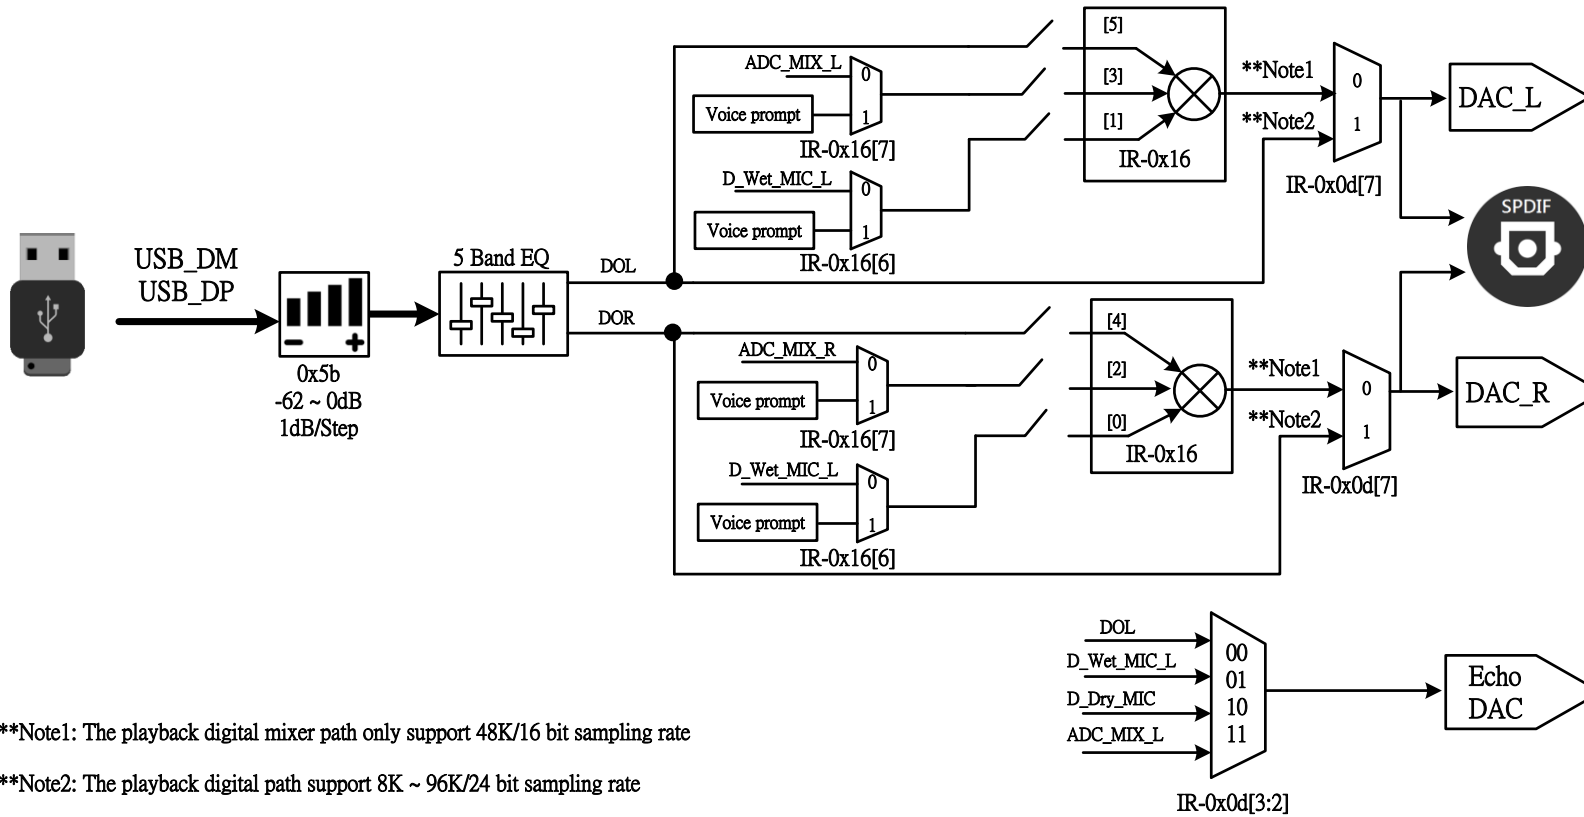 [5]
ADC_MIX_L
0
[3]
**Note1
0
DAC_L
Voice prompt
1
[1]
**Note2
1
IR-0x16[7]
IR-0x16
D_Wet_MIC_L
0
IR-0x0d[7]
Voice prompt
1
SPDIF
USB_DM
USB_DP
5 Band EQ
DOL
IR-0x16[6]
DOR
[4]
ADC_MIX_R
0
[2]
**Note1
0
DAC_R
0x5b
-62 ~ 0dB
1dB/Step
Voice prompt
1
[0]
**Note2
1
IR-0x16[7]
IR-0x16
D_Wet_MIC_L
0
IR-0x0d[7]
Voice prompt
1
IR-0x16[6]
DOL
00
D_Wet_MIC_L
01
D_Dry_MIC
10
ADC_MIX_L
11
Echo
DAC
IR-0x0d[3:2]
**Note1: The playback digital mixer path only support 48K/16 bit sampling rate
**Note2: The playback digital path support 8K ~ 96K/24 bit sampling rate